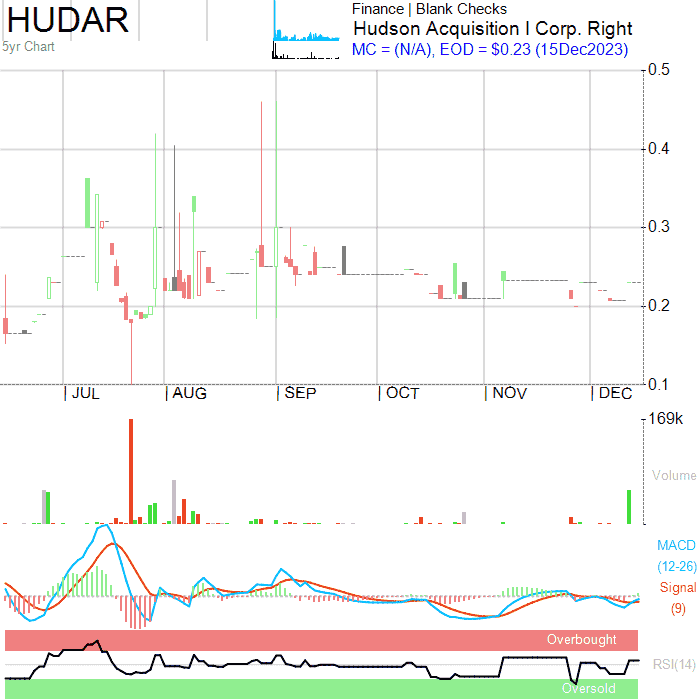 HUDAR
5yr Chart
Finance | Blank Checks
Hudson Acquisition I Corp. Right
MC = (N/A), EOD = $0.23 (15Dec2023)
0.5
0.4
0.3
0.2
0.1
JUL AUG SEP OCT NOV DEC
169k
Volume
MACD
(12-26)
Signal
(9)
Overbought
RSI(14)
Oversold